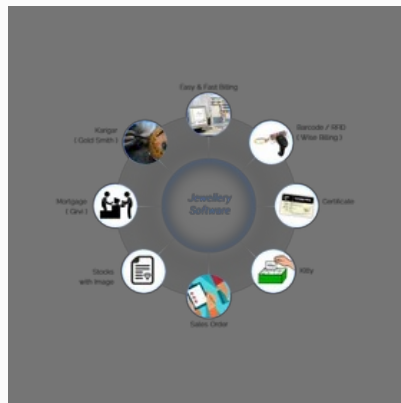 Easy & Fast Billing
Barcode / RFID
( Wise Billing )
Certificate
Kitty
Sales Order
Stocks
with Image
Mortgage
( Girvi )
Kangar
( Gold Smith )
Jewellery
Software